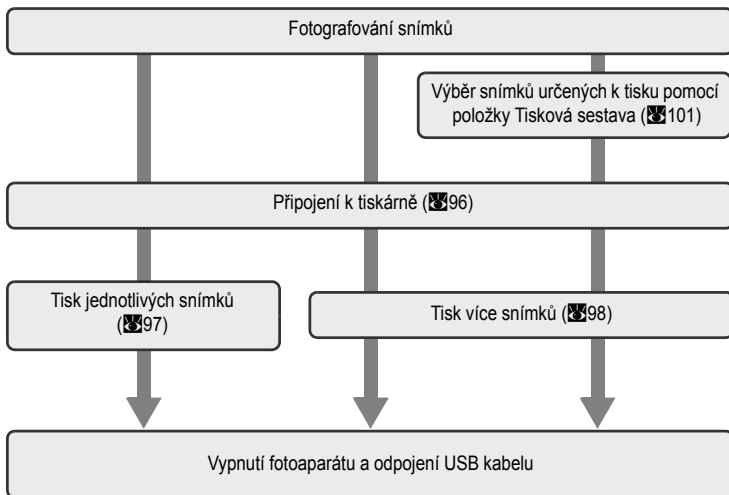 Fotografování snímků
Výběr snímků určených k tisku pomocí
položky Tisková sestava (101)
Připojení k tiskárně (96)
Tisk jednotlivých snímků
(97)
Tisk více snímků (98)
Vypnutí fotoaparátu a odpojení USB kabelu